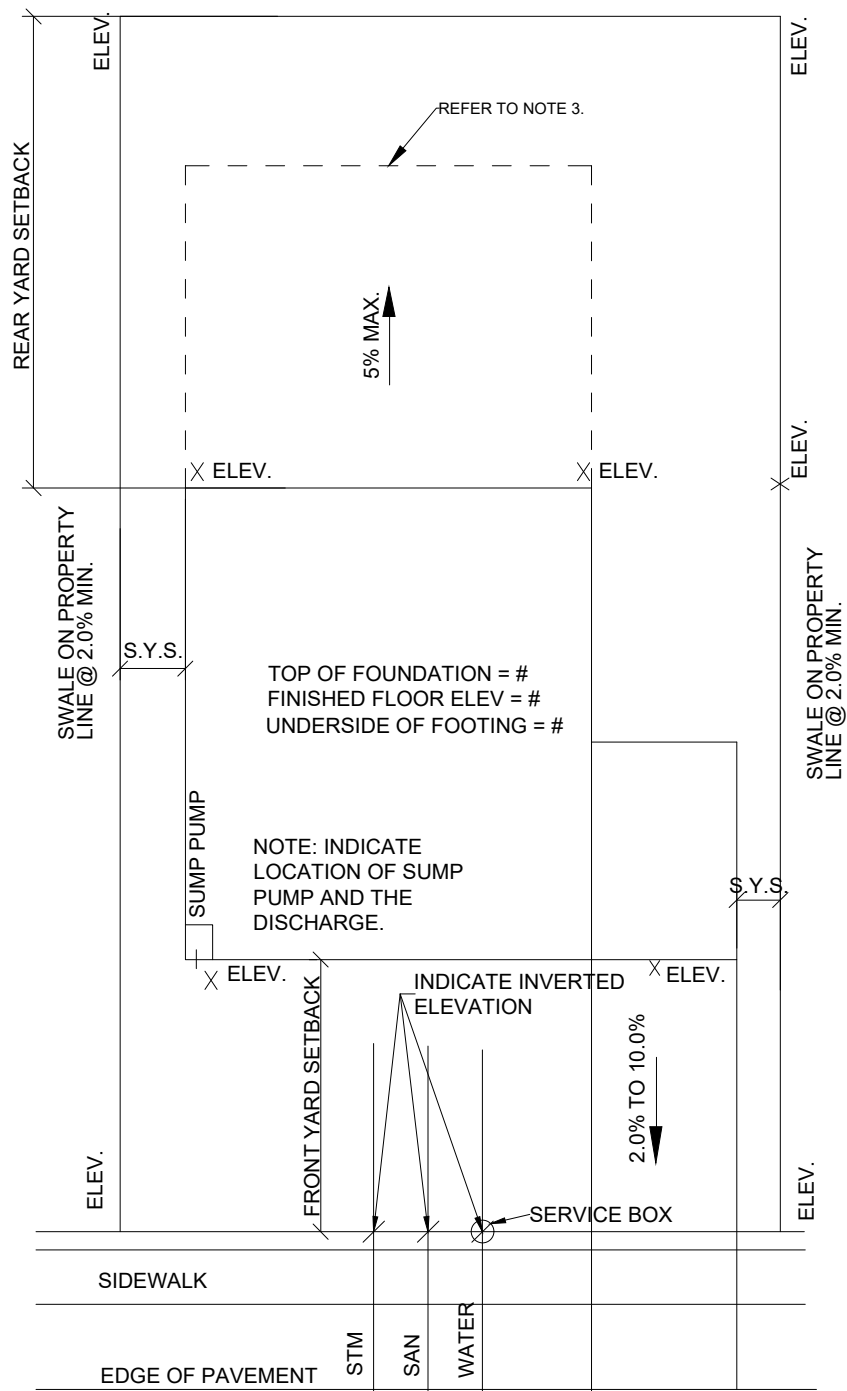 ELEV.
ELEV.
REFER TO NOTE 3.
REAR YARD SETBACK
5% MAX.
X ELEV.
X ELEV.
ELEV.
SWALE ON PROPERTY
LINE @ 2.0% MIN.
S.Y.S.
TOP OF FOUNDATION = #
FINISHED FLOOR ELEV = #
UNDERSIDE OF FOOTING = #
SWALE ON PROPERTY
LINE @ 2.0% MIN.
SUMP PUMP
NOTE: INDICATE
LOCATION OF SUMP
PUMP AND THE
DISCHARGE.
S.Y.S.
X ELEV.
INDICATE INVERTED
ELEVATION
X ELEV.
FRONT YARD SETBACK
2.0% TO 10.0%
ELEV.
ELEV.
SERVICE BOX
SIDEWALK
STM
SAN
WATER
EDGE OF PAVEMENT